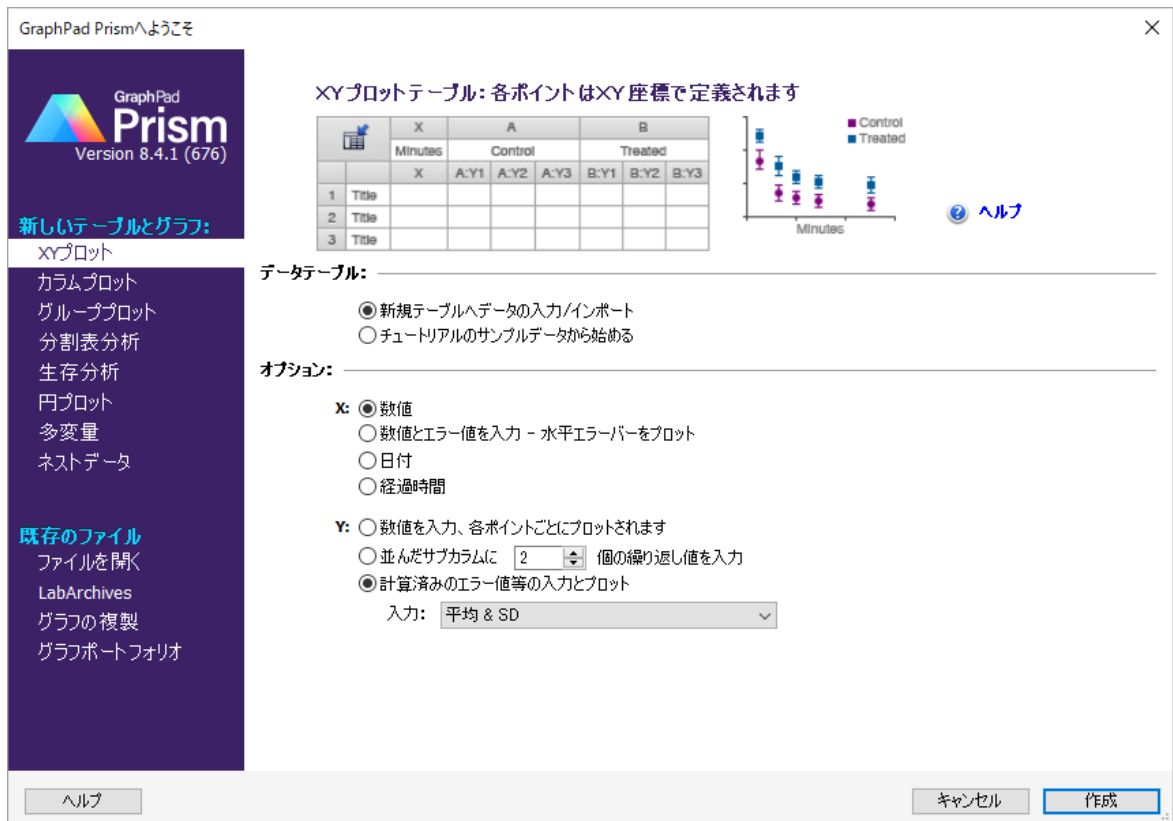 GraphPad Prismへようこそ
GraphPad
Prism
Version 8.4.1 (676)
新しいテーブルとグラフ:
XYプロット
カラムプロット
グループプロット
分割表分析
生存分析
円プロット
多変量
ネストデータ
既存のファイル
ファイルを開く
LabArchives
グラフの複製
グラフポートフォリオ
XYプロットテーブル: 各ポイントはXY座標で定義されます
X A B
Minutes Control Treated
X A:Y1 A:Y2 A:Y3 B:Y1 B:Y2 B:Y3
1 Title
2 Title
3 Title
Control
Treated
Minutes
ヘルプ
データテーブル:
新規テーブルへデータの入力/インポート
チュートリアルのサンプルデータから始める
オプション:
X: 数値
数値とエラー値を入力 - 水平エラーバーをプロット
日付
経過時間
Y: 数値を入力、各ポイントごとにプロットされます
並んだサブカラムに 2 個の繰り返し値を入力
計算済みのエラー値等の入力とプロット
入力: 平均 & SD
ヘルプ キャンセル 作成